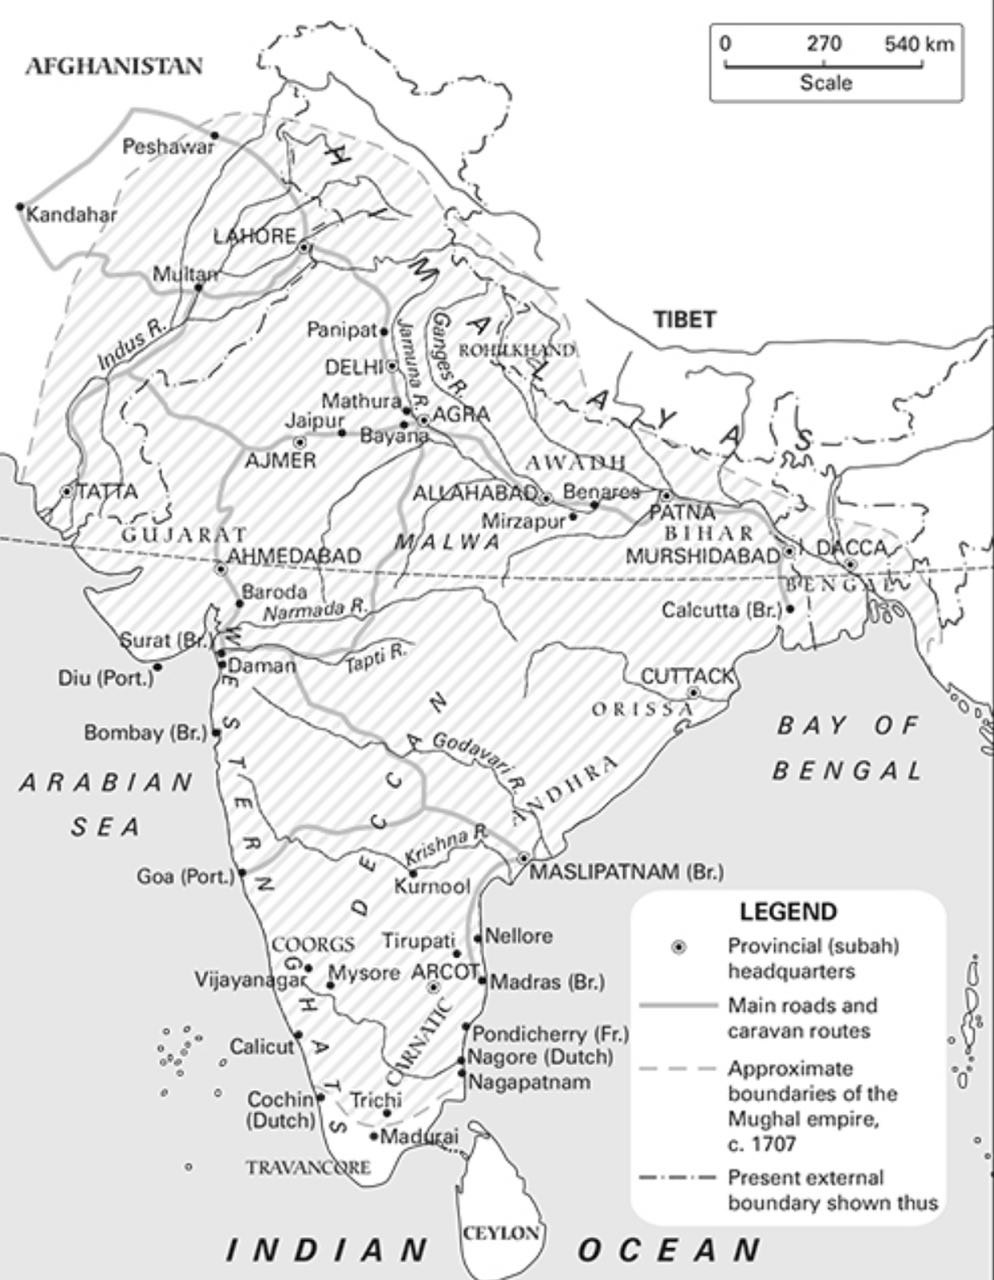 0 270 540 km
Scale
AFGHANISTAN
Peshawar
Kandahar
LAHORE
Multan
Indus R.
HIMALAYAS
TIBET
Panipat
Jamuna R.
Ganges R.
ROHILKHAND
DELHI
Mathura
AGRA
Jaipur
Bayana
AJMER
AWADH
TATTA
ALLAHABAD
Benares
Mirzapur
PATNA
BIHAR
GUJARAT
MALWA
MURSHIDABAD
DACCA
AHMEDABAD
BENGAL
Baroda
Narmada R.
Calcutta (Br.)
Surat (Br.)
Daman
Tapti R.
Diu (Port.)
CUTTACK
ORISSA
Bombay (Br.)
WESTERN GHATS
DECCAN
Godavari R.
ANDHRA
BAY OF
BENGAL
ARABIAN
SEA
Krishna R.
Goa (Port.)
Kurnool
MASLIPATNAM (Br.)
COORGS
Tirupati
Nellore
Vijayanagar
Mysore
ARCOT
Madras (Br.)
CARNATIC
Pondicherry (Fr.)
Calicut
Nagore (Dutch)
Nagapatnam
Cochin
(Dutch)
Trichi
Madurai
TRAVANCORE
CEYLON
INDIAN OCEAN
LEGEND
Provincial (subah)
headquarters
Main roads and
caravan routes
Approximate
boundaries of the
Mughal empire,
c. 1707
Present external
boundary shown thus